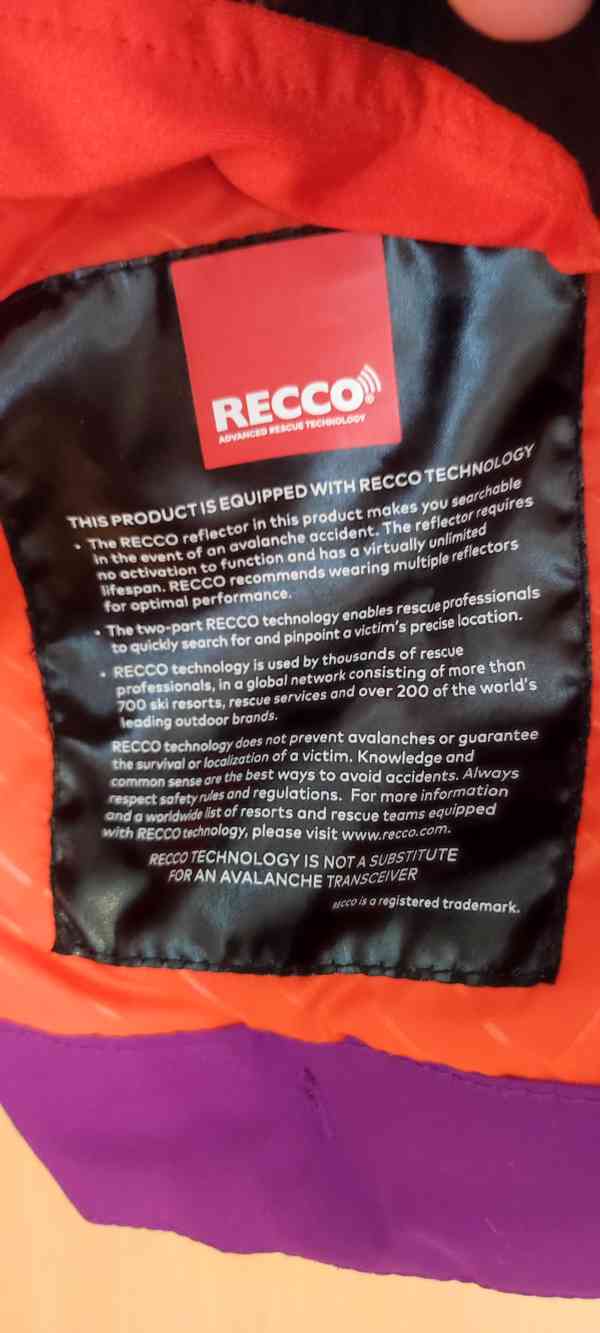 RECCO®
ADVANCED RESCUE TECHNOLOGY
THIS PRODUCT IS EQUIPPED WITH RECCO TECHNOLOGY
• The RECCO reflector in this product makes you searchable
in the event of an avalanche accident. The reflector requires
no activation to function and has a virtually unlimited
lifespan. RECCO recommends wearing multiple reflectors
for optimal performance.
• The two-part RECCO technology enables rescue professionals
to quickly search for and pinpoint a victim's precise location.
• RECCO technology is used by thousands of rescue
professionals, in a global network consisting of more than
700 ski resorts, rescue services and over 200 of the world's
leading outdoor brands.
RECCO technology does not prevent avalanches or guarantee
the survival or localization of a victim. Knowledge and
common sense are the best ways to avoid accidents. Always
respect safety rules and regulations. For more information
and a worldwide list of resorts and rescue teams equipped
with RECCO technology, please visit www.recco.com.
RECCO TECHNOLOGY IS NOT A SUBSTITUTE
FOR AN AVALANCHE TRANSCEIVER
RECCO is a registered trademark.